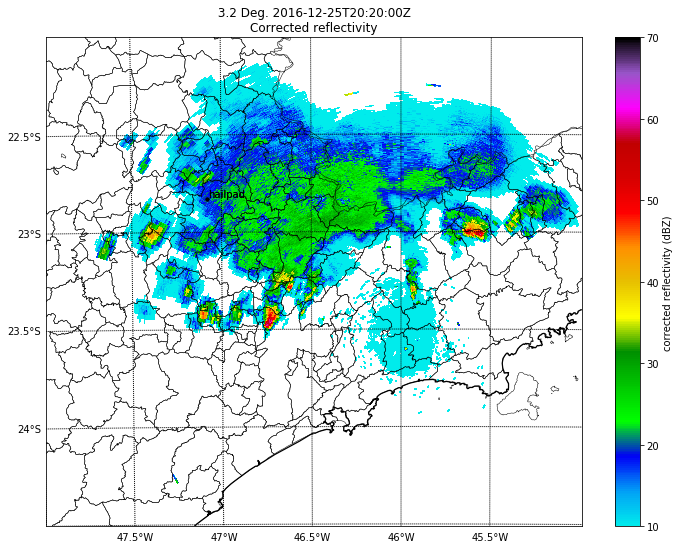 3.2 Deg. 2016-12-25T20:20:00Z
Corrected reflectivity
22.5°S
23°S
23.5°S
24°S
47.5°W
47°W
46.5°W
46°W
45.5°W
hailpad
70
60
50
40
30
20
10
corrected reflectivity (dBZ)